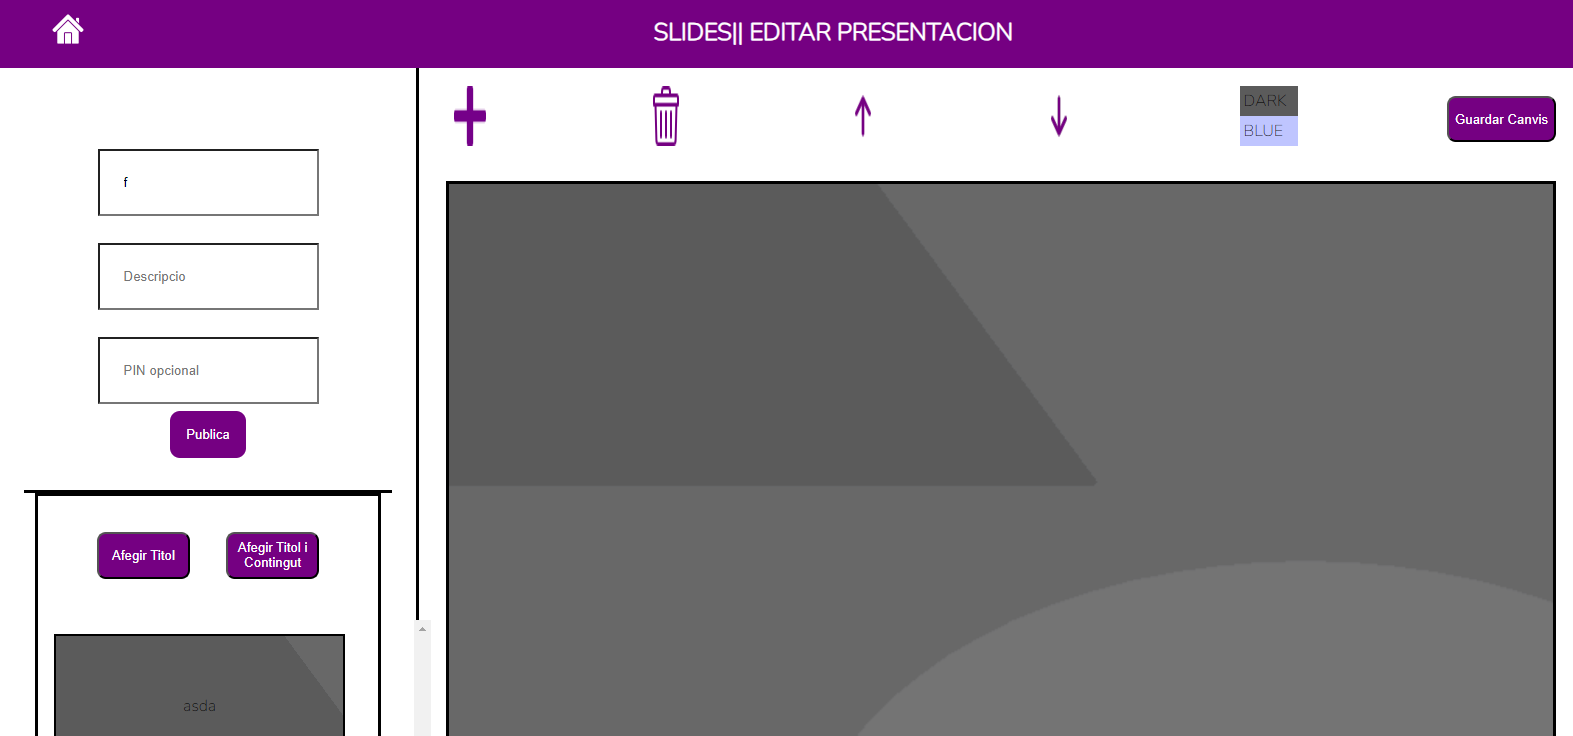 SLIDES|| EDITAR PRESENTACION
DARK
BLUE
Guardar Canvis
f
Descripcio
PIN opcional
Publica
Afegir Titol
Afegir Titol i
Contingut
asda